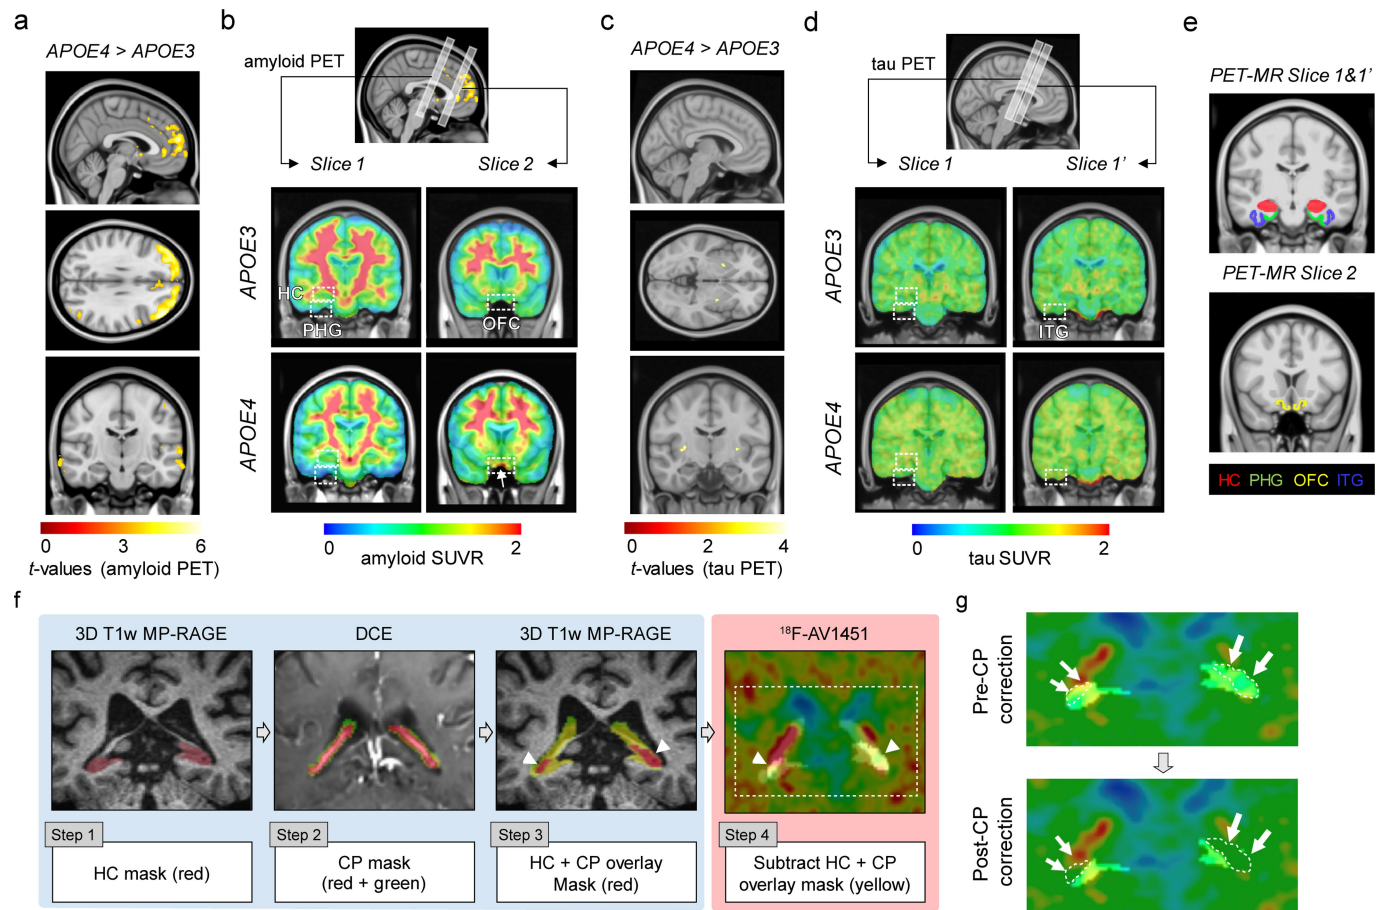 a
APOE4 > APOE3
0 3 6
t-values (amyloid PET)
b
amyloid PET
Slice 1 Slice 2
APOE3
HC
PHG
OFC
APOE4
0 2
amyloid SUVR
c
APOE4 > APOE3
0 2 4
t-values (tau PET)
d
tau PET
Slice 1 Slice 1’
APOE3
ITG
APOE4
0 2
tau SUVR
e
PET-MR Slice 1&1’
PET-MR Slice 2
HC PHG OFC ITG
f
3D T1w MP-RAGE
Step 1
HC mask (red)
DCE
Step 2
CP mask
(red + green)
3D T1w MP-RAGE
Step 3
HC + CP overlay
Mask (red)
¹⁸F-AV1451
Step 4
Subtract HC + CP
overlay mask (yellow)
g
Pre-CP
correction
Post-CP
correction